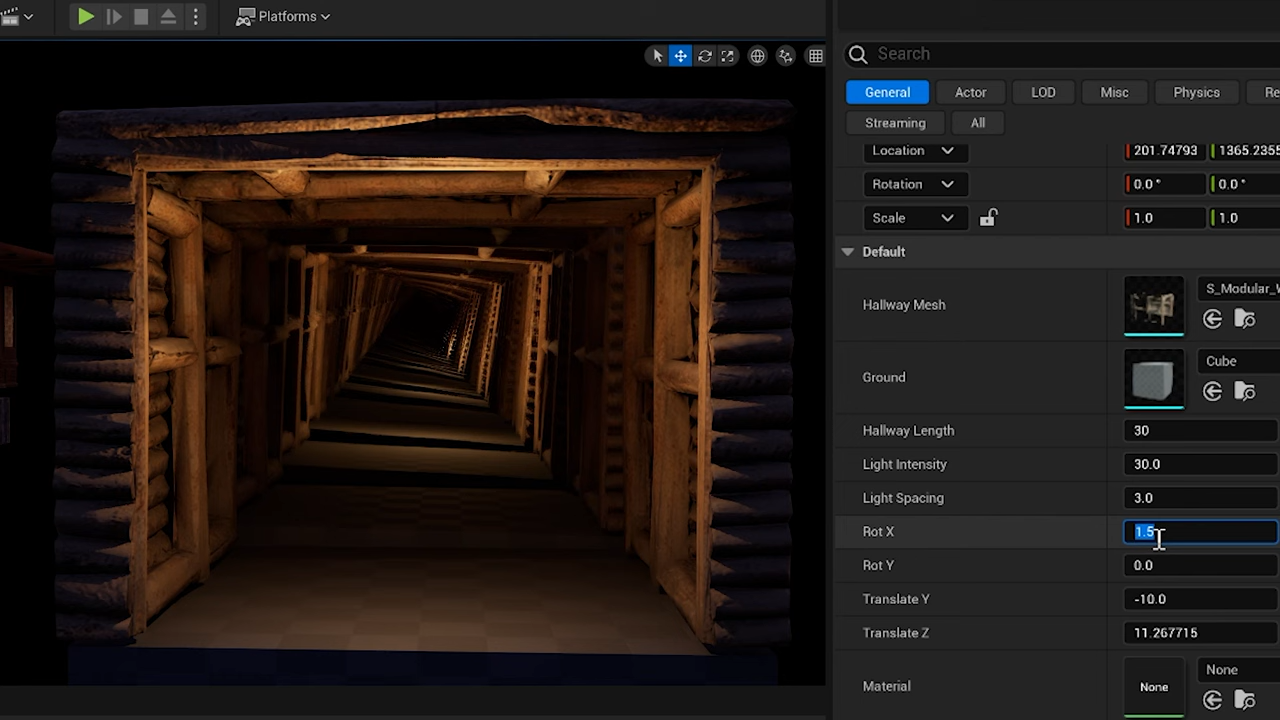 Platforms
Search
General Actor LOD Misc Physics Re
Streaming All
Location 201.74793 1365.2355
Rotation 0.0° 0.0°
Scale 1.0 1.0
Default
Hallway Mesh S_Modular_W
Ground Cube
Hallway Length 30
Light Intensity 30.0
Light Spacing 3.0
Rot X 1.5
Rot Y 0.0
Translate Y -10.0
Translate Z 11.267715
Material None None